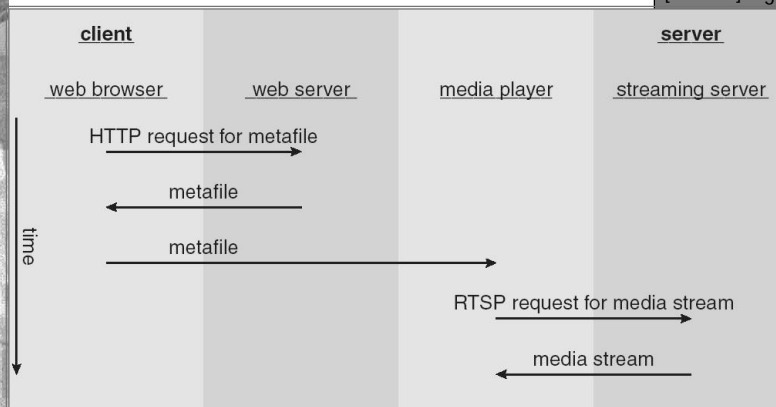 client server
web browser web server media player streaming server
HTTP request for metafile
metafile
time
metafile
RTSP request for media stream
media stream